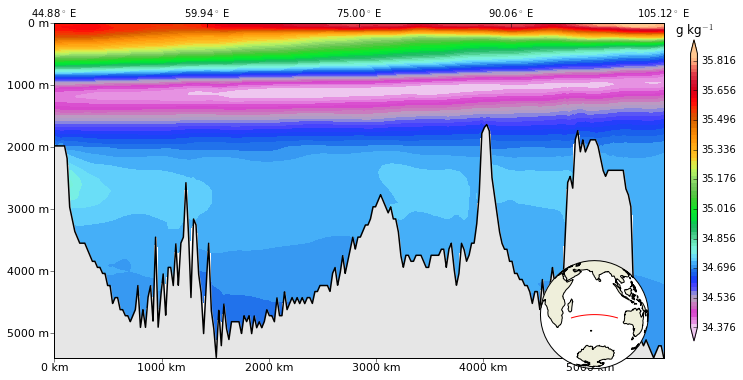 44.88° E 59.94° E 75.00° E 90.06° E 105.12° E
g kg⁻¹
0 m
1000 m
2000 m
3000 m
4000 m
5000 m
35.816
35.656
35.496
35.336
35.176
35.016
34.856
34.696
34.536
34.376
0 km 1000 km 2000 km 3000 km 4000 km 5000 km